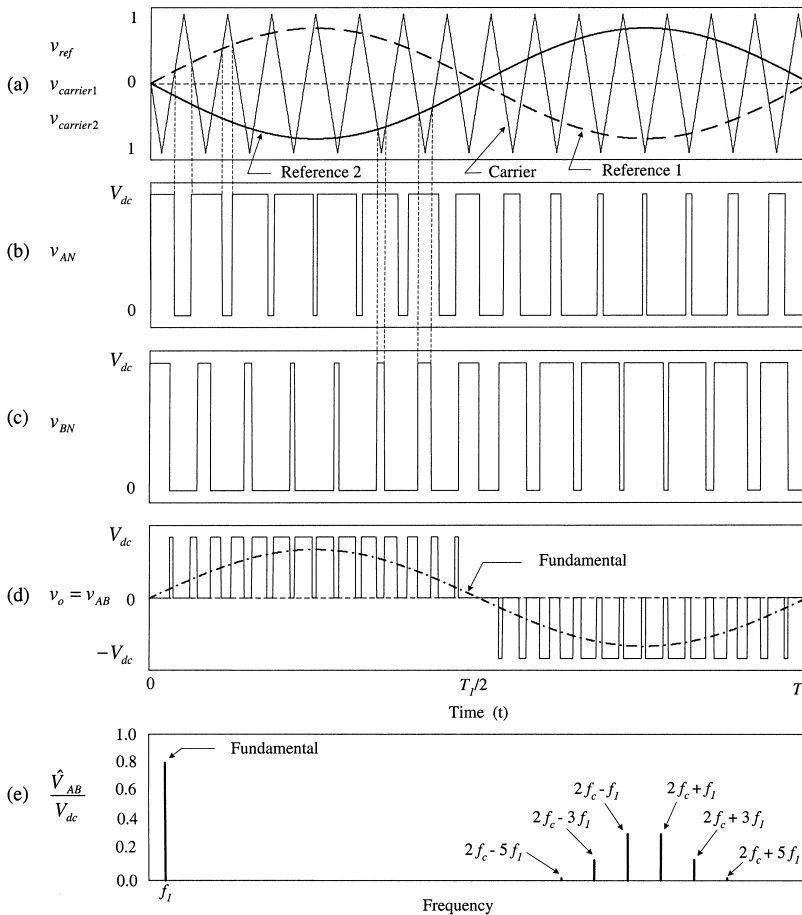 1
v_ref
(a) v_carrier1 0
v_carrier2
1
Reference 2 Carrier Reference 1
V_dc
(b) v_AN
0
V_dc
(c) v_BN
0
V_dc
Fundamental
(d) v_o = v_AB 0
−V_dc
0 T_1/2 T
Time (t)
1.0
Fundamental
0.8
(e) V̂_AB / V_dc
0.6
0.4
0.2
0.0
2f_c - 5f_1 2f_c - 3f_1 2f_c - f_1 2f_c + f_1 2f_c + 3f_1 2f_c + 5f_1
f_1
Frequency